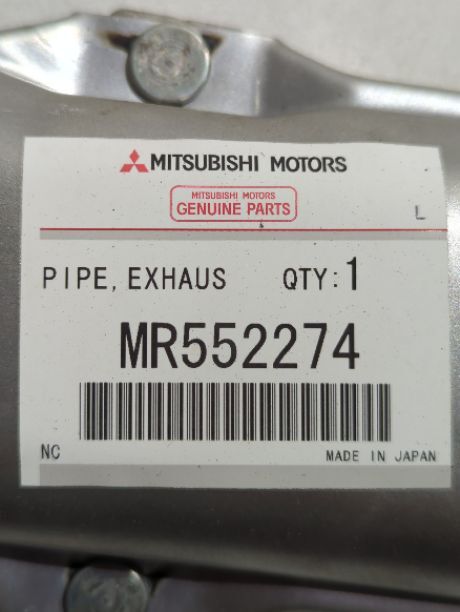 MITSUBISHI MOTORS
MITSUBISHI MOTORS
GENUINE PARTS
L
PIPE, EXHAUS QTY:1
MR552274
NC MADE IN JAPAN